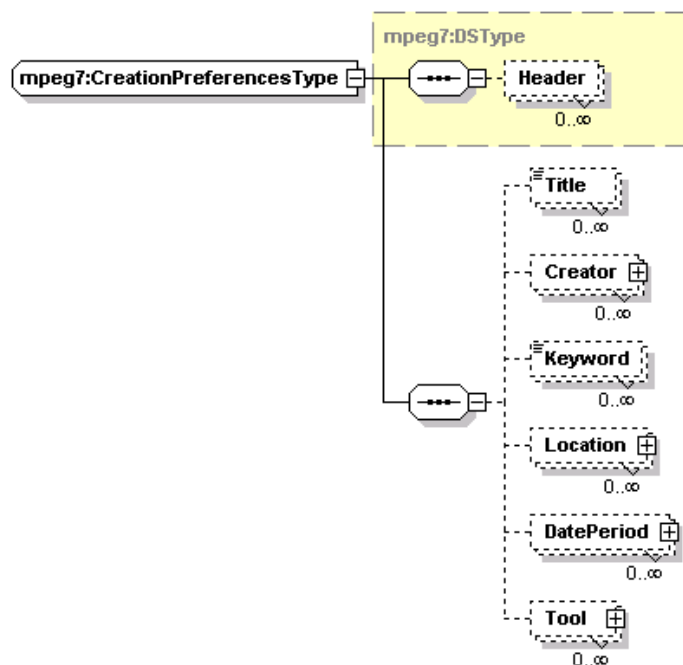 mpeg7:DSType
mpeg7:CreationPreferencesType
Header
0..∞
Title
0..∞
Creator
0..∞
Keyword
0..∞
Location
0..∞
DatePeriod
0..∞
Tool
0..∞